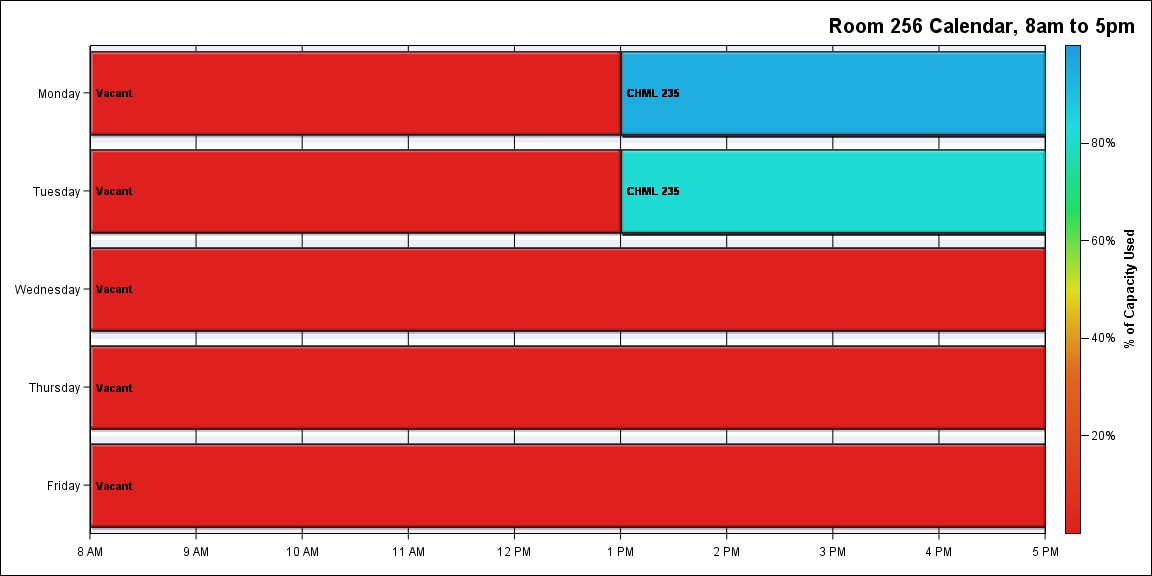 Room 256 Calendar, 8am to 5pm
Monday
Vacant
CHML 235
Tuesday
Vacant
CHML 235
Wednesday
Vacant
Thursday
Vacant
Friday
Vacant
8 AM 9 AM 10 AM 11 AM 12 PM 1 PM 2 PM 3 PM 4 PM 5 PM
80%
60%
40%
20%
% of Capacity Used